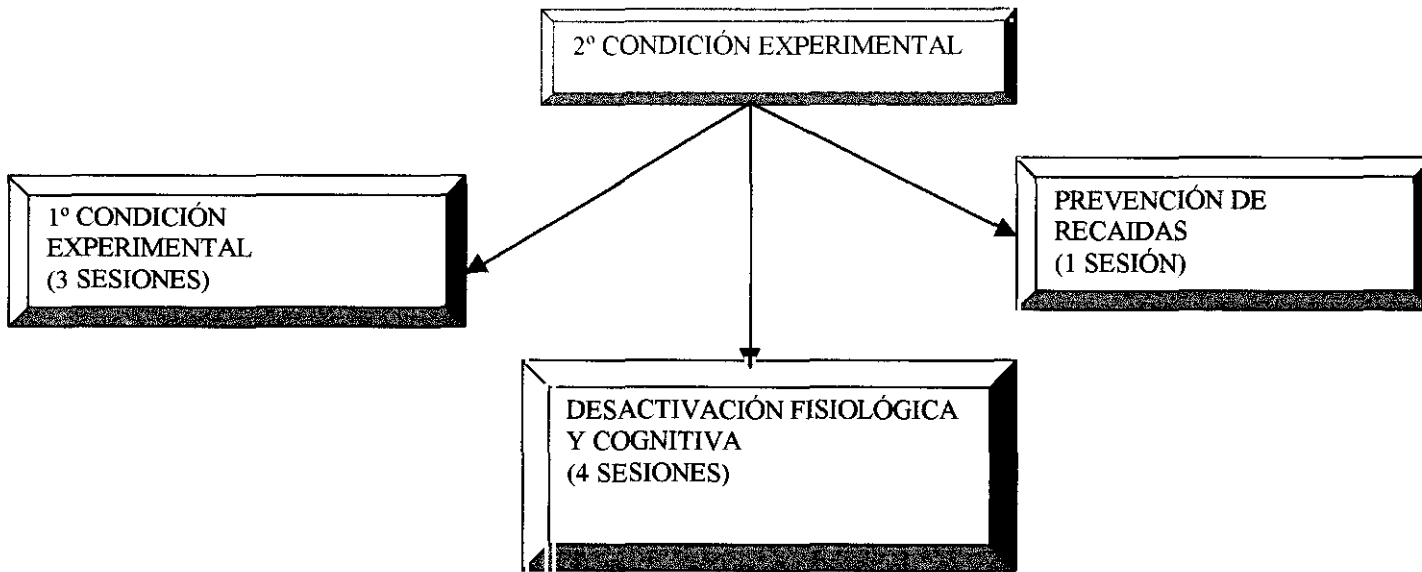 2º CONDICIÓN EXPERIMENTAL
1º CONDICIÓN
EXPERIMENTAL
(3 SESIONES)
PREVENCIÓN DE
RECAIDAS
(1 SESIÓN)
DESACTIVACIÓN FISIOLÓGICA
Y COGNITIVA
(4 SESIONES)